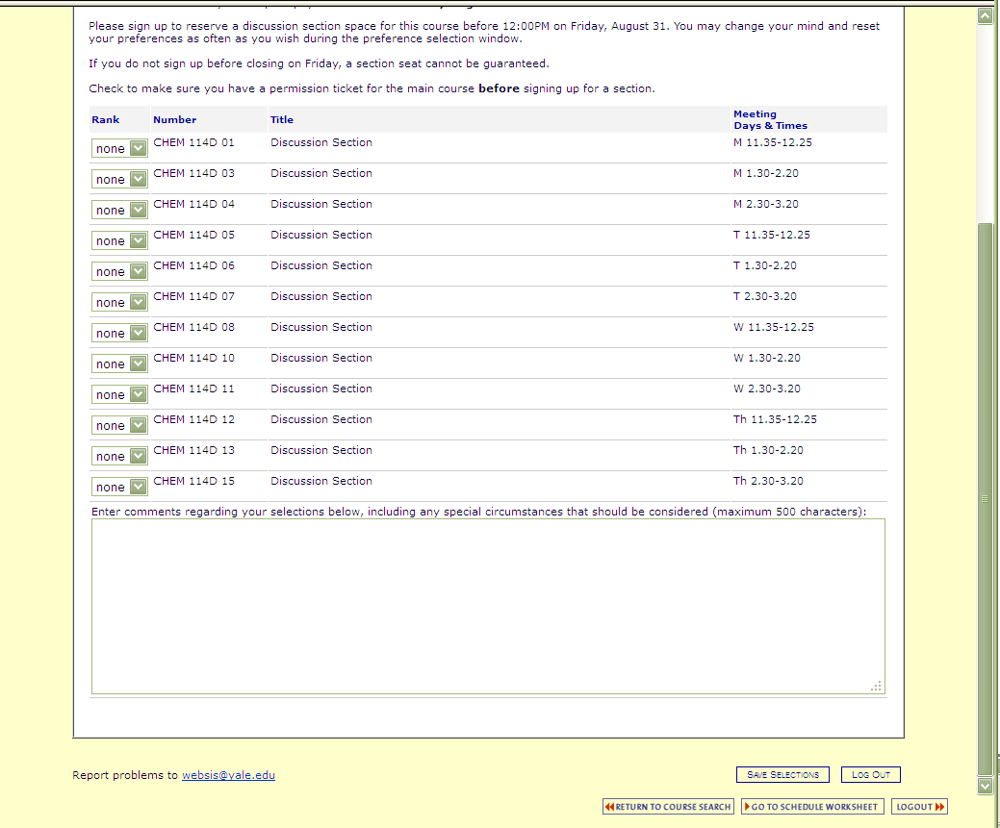 Please sign up to reserve a discussion section space for this course before 12:00PM on Friday, August 31. You may change your mind and reset
your preferences as often as you wish during the preference selection window.
If you do not sign up before closing on Friday, a section seat cannot be guaranteed.
Check to make sure you have a permission ticket for the main course before signing up for a section.
Rank Number Title Meeting Days & Times
none CHEM 114D 01 Discussion Section M 11.35-12.25
none CHEM 114D 03 Discussion Section M 1.30-2.20
none CHEM 114D 04 Discussion Section M 2.30-3.20
none CHEM 114D 05 Discussion Section T 11.35-12.25
none CHEM 114D 06 Discussion Section T 1.30-2.20
none CHEM 114D 07 Discussion Section T 2.30-3.20
none CHEM 114D 08 Discussion Section W 11.35-12.25
none CHEM 114D 10 Discussion Section W 1.30-2.20
none CHEM 114D 11 Discussion Section W 2.30-3.20
none CHEM 114D 12 Discussion Section Th 11.35-12.25
none CHEM 114D 13 Discussion Section Th 1.30-2.20
none CHEM 114D 15 Discussion Section Th 2.30-3.20
Enter comments regarding your selections below, including any special circumstances that should be considered (maximum 500 characters):
Report problems to websis@yale.edu SAVE SELECTIONS LOG OUT
RETURN TO COURSE SEARCH GO TO SCHEDULE WORKSHEET LOGOUT